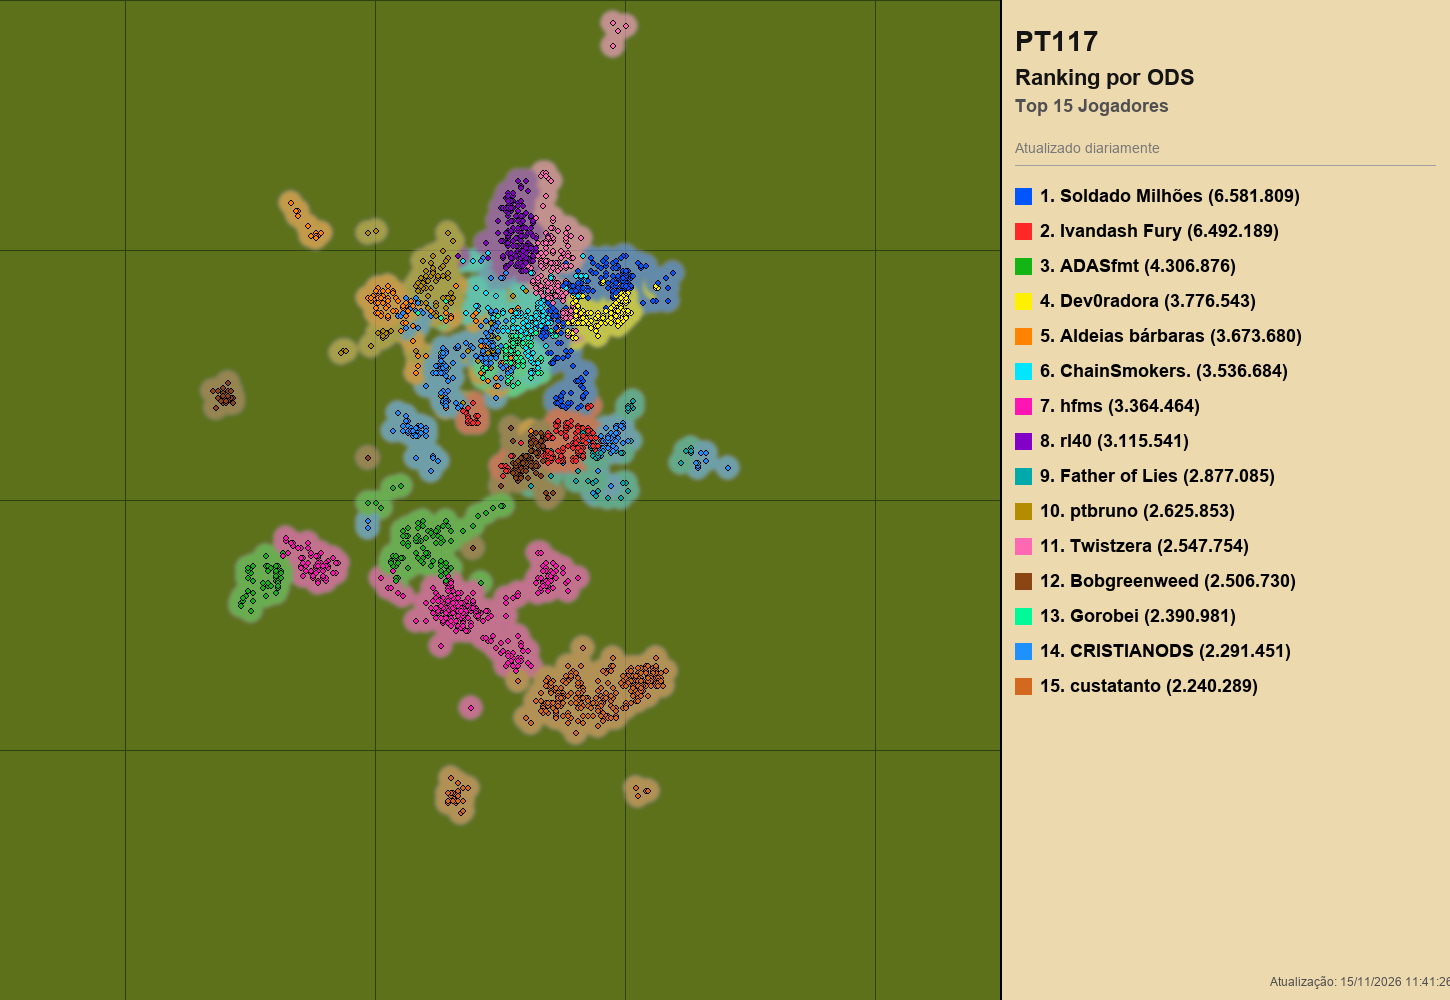 PT117
Ranking por ODS
Top 15 Jogadores
Atualizado diariamente
1. Soldado Milhões (6.581.809)
2. Ivandash Fury (6.492.189)
3. ADASfmt (4.306.876)
4. Dev0radora (3.776.543)
5. Aldeias bárbaras (3.673.680)
6. ChainSmokers. (3.536.684)
7. hfms (3.364.464)
8. rl40 (3.115.541)
9. Father of Lies (2.877.085)
10. ptbruno (2.625.853)
11. Twistzera (2.547.754)
12. Bobgreenweed (2.506.730)
13. Gorobei (2.390.981)
14. CRISTIANODS (2.291.451)
15. custatanto (2.240.289)
Atualização: 15/11/2026 11:41:26